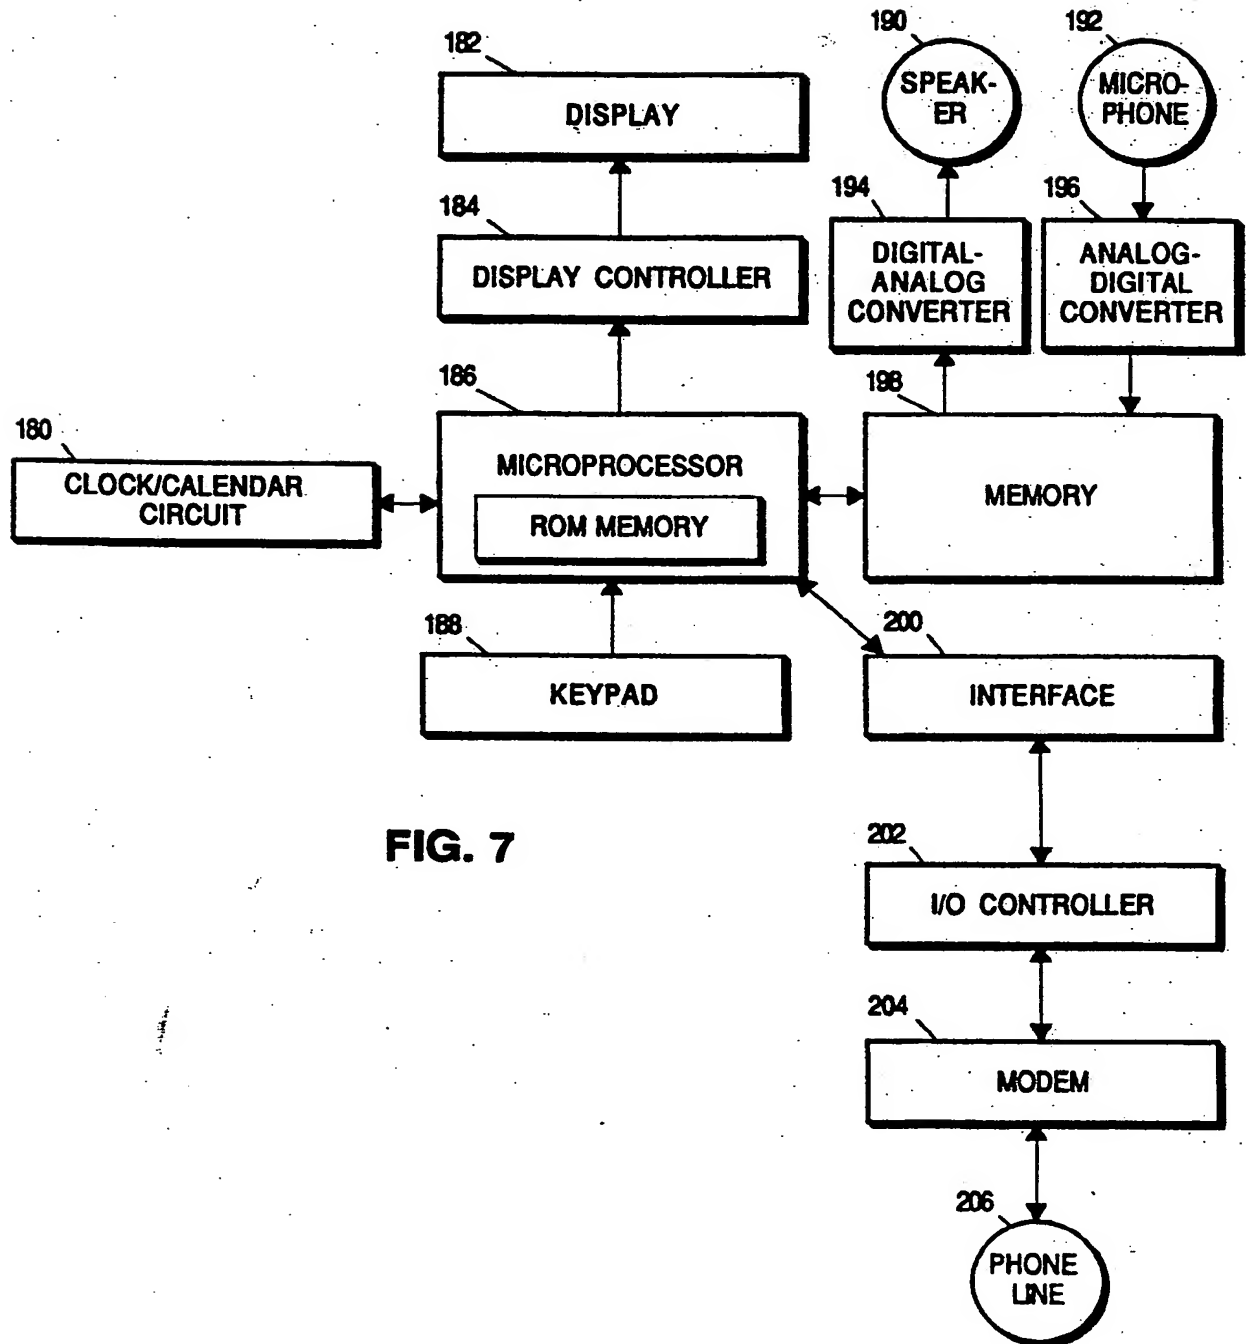 182
190
192
DISPLAY
SPEAK-
ER
MICRO-
PHONE
184
194
196
DISPLAY CONTROLLER
DIGITAL-
ANALOG
CONVERTER
ANALOG-
DIGITAL
CONVERTER
186
198
180
CLOCK/CALENDAR
CIRCUIT
MICROPROCESSOR
ROM MEMORY
MEMORY
188
200
KEYPAD
INTERFACE
FIG. 7
202
I/O CONTROLLER
204
MODEM
206
PHONE
LINE